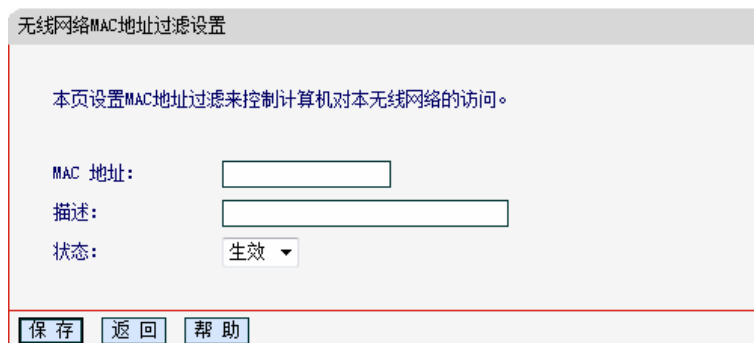 无线网络MAC地址过滤设置
本页设置MAC地址过滤来控制计算机对本无线网络的访问。
MAC 地址：
描述：
状态： 生效
保 存 返 回 帮 助